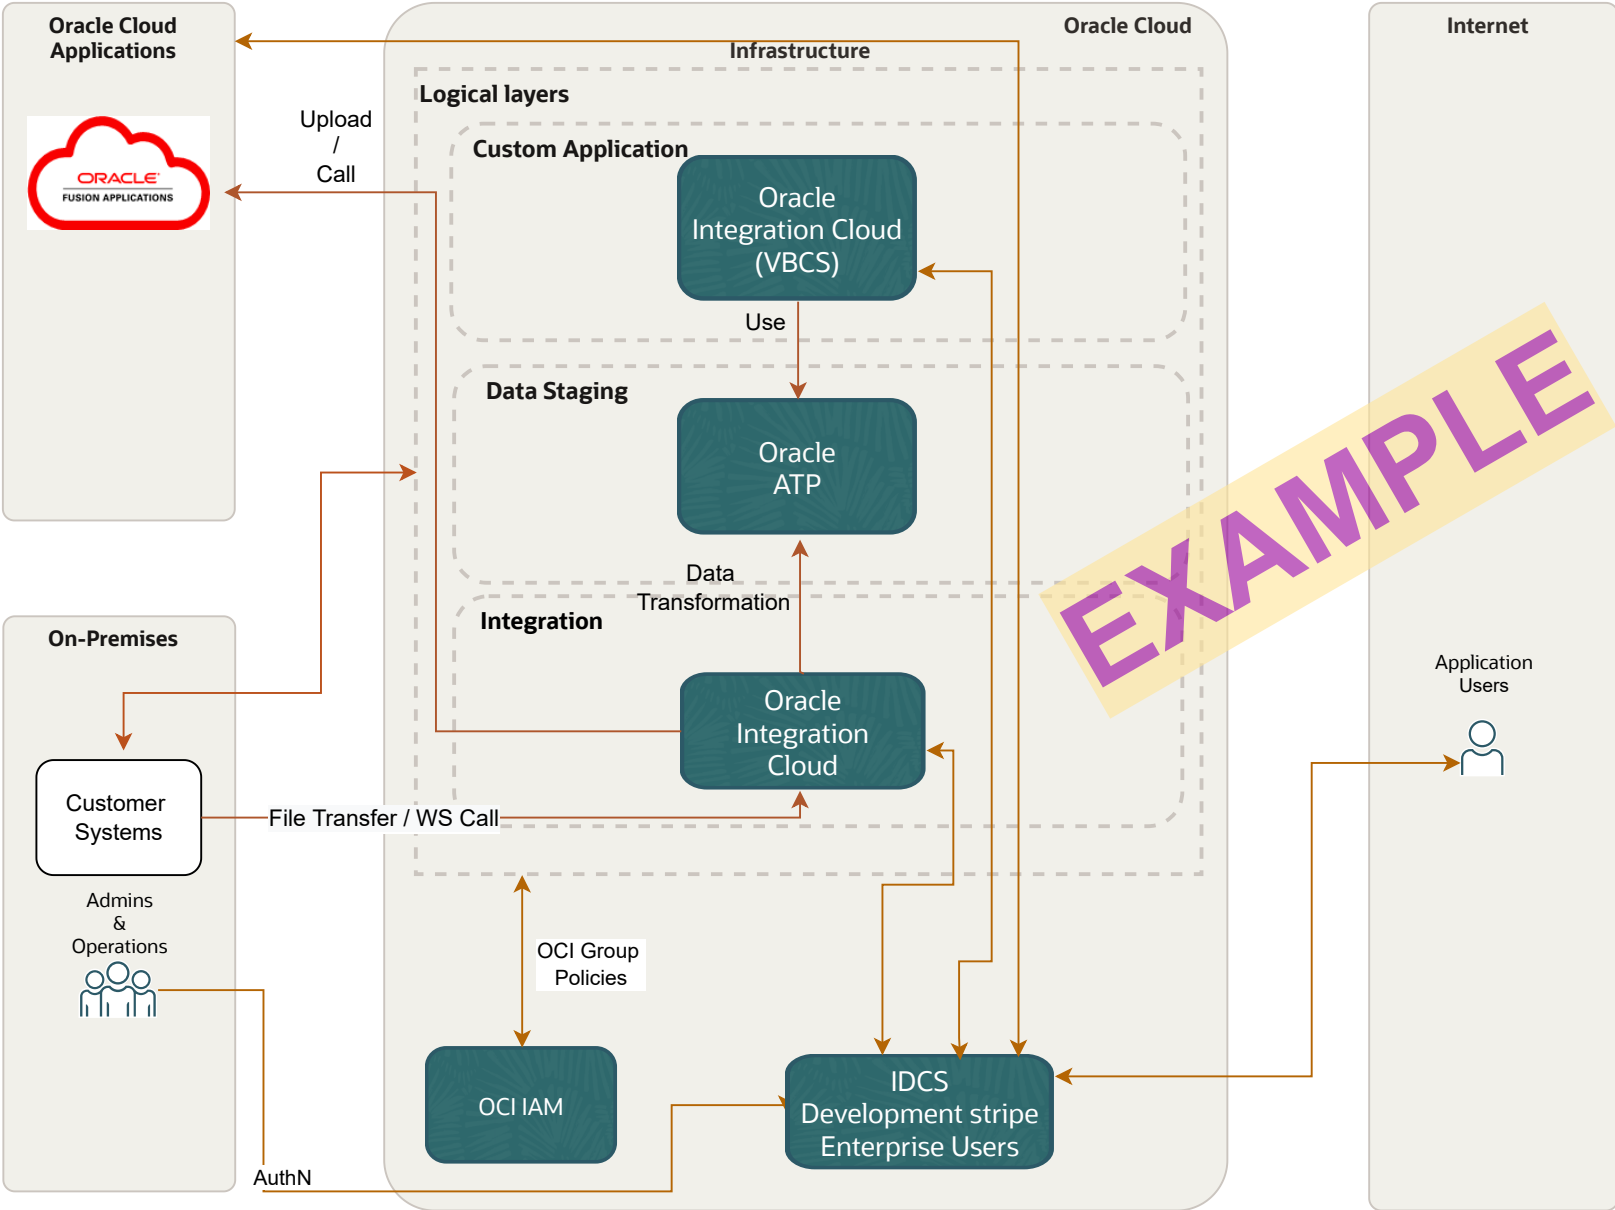 Oracle Cloud
Applications
ORACLE
FUSION APPLICATIONS
Upload
/
Call
Oracle Cloud
Infrastructure
Logical layers
Custom Application
Oracle
Integration Cloud
(VBCS)
Use
Data Staging
Oracle
ATP
Data
Transformation
Integration
Oracle
Integration
Cloud
On-Premises
Customer
Systems
File Transfer / WS Call
Admins
&
Operations
AuthN
OCI Group
Policies
OCI IAM
IDCS
Development stripe
Enterprise Users
Internet
EXAMPLE
Application
Users